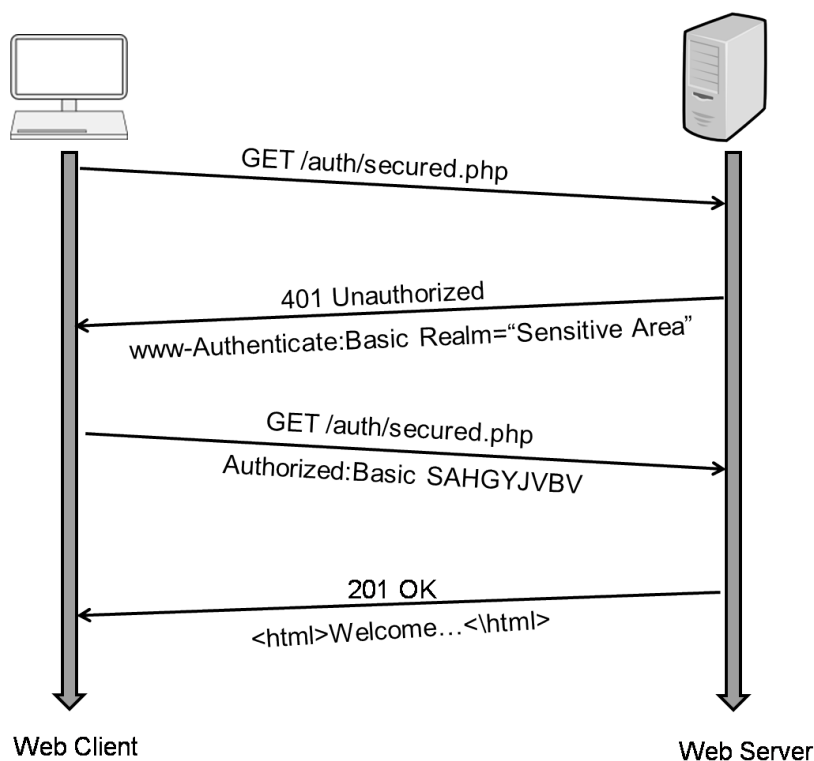 GET /auth/secured.php
401 Unauthorized
www-Authenticate:Basic Realm=“Sensitive Area”
GET /auth/secured.php
Authorized:Basic SAHGYJVBV
201 OK
<html>Welcome…<\html>
Web Client
Web Server